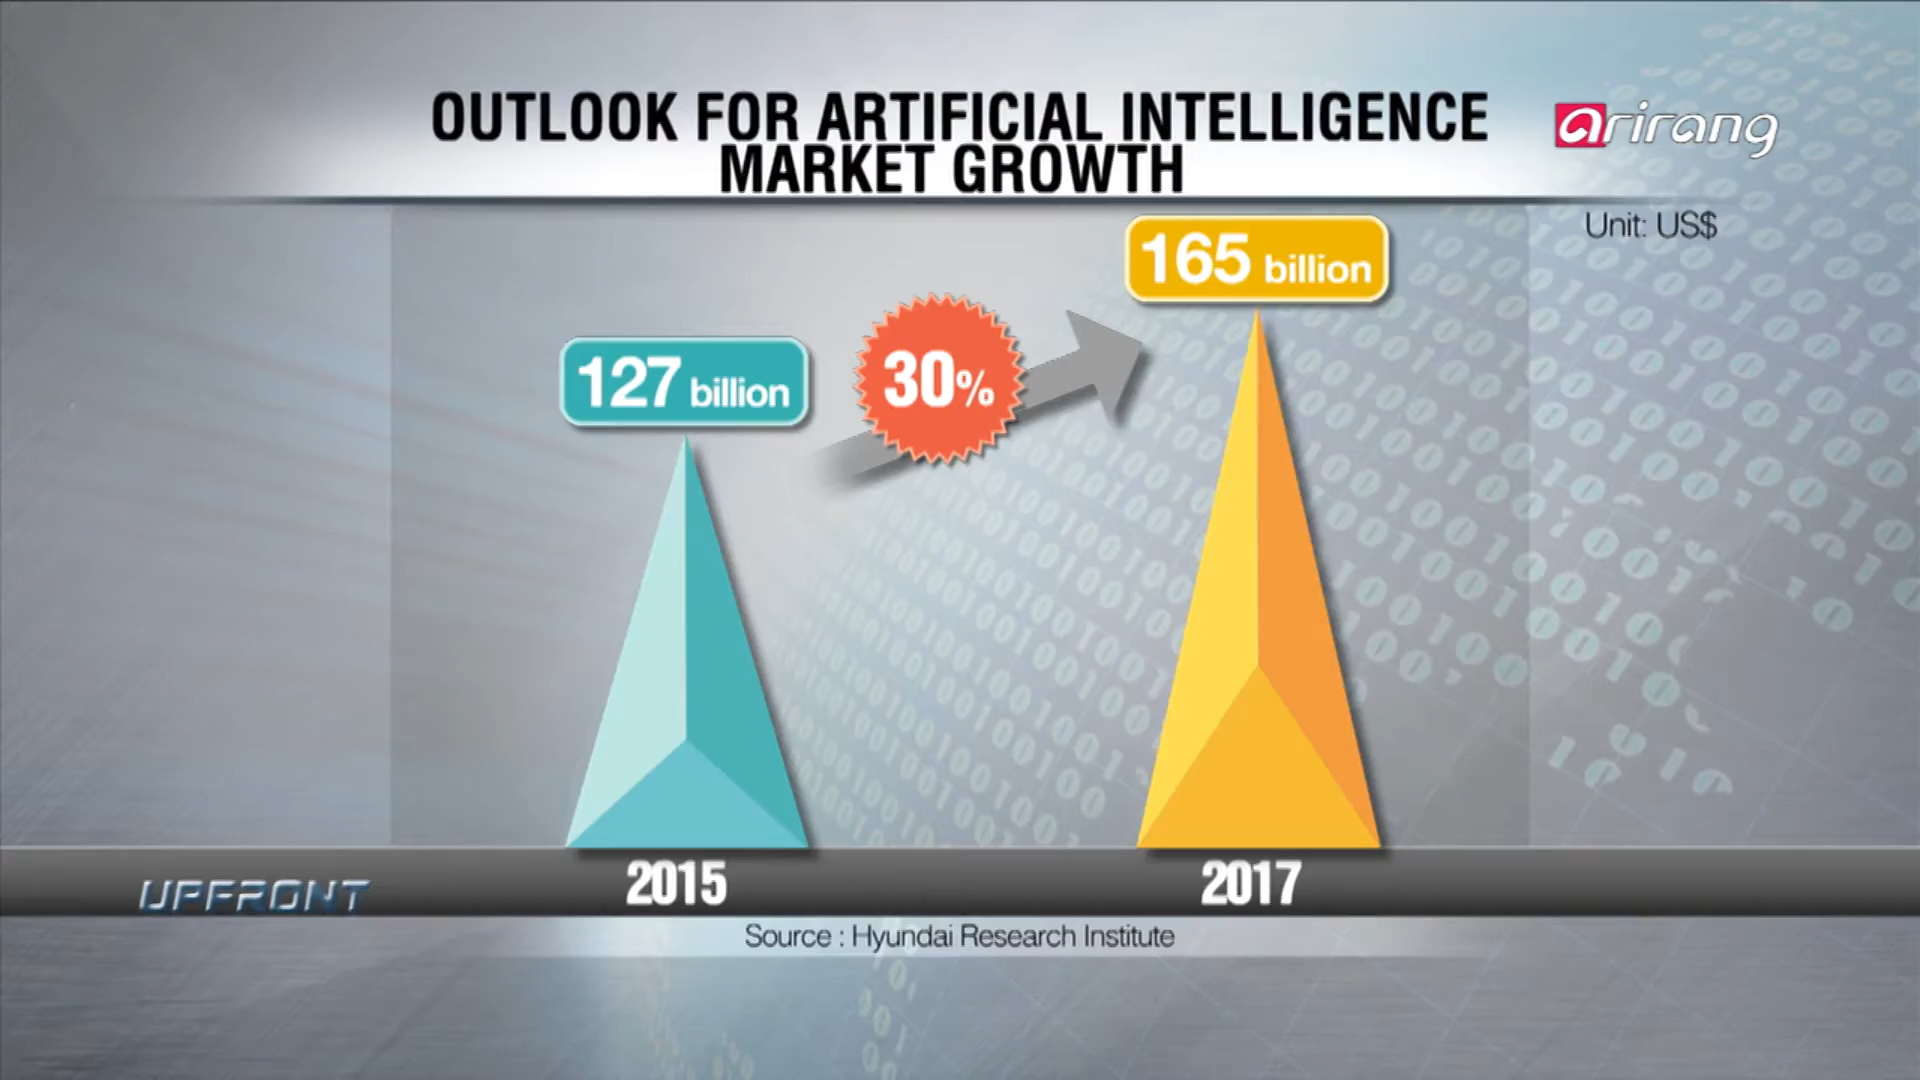 OUTLOOK FOR ARTIFICIAL INTELLIGENCE
MARKET GROWTH
arirang
Unit: US$
165 billion
127 billion
30%
2015
2017
UPFRONT
Source : Hyundai Research Institute